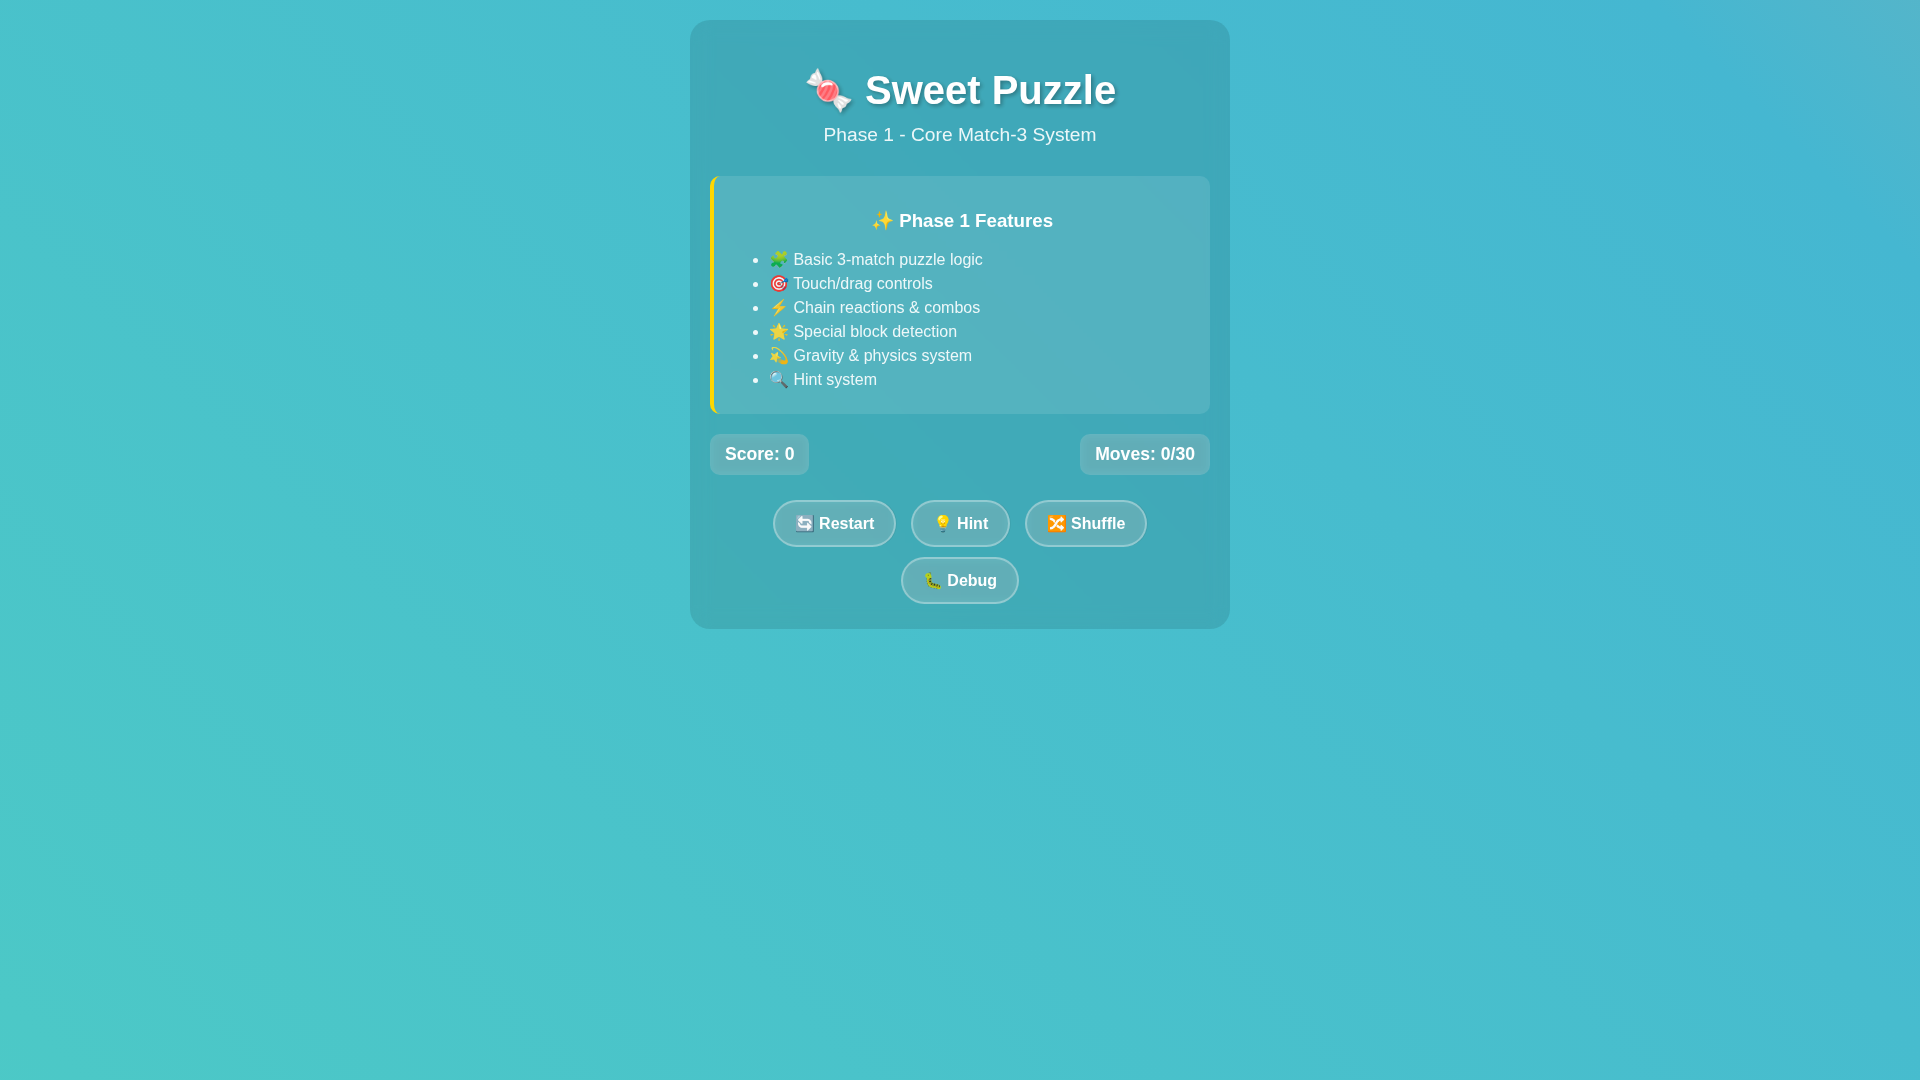 🍬 Sweet Puzzle
Phase 1 - Core Match-3 System
✨ Phase 1 Features
• 🧩 Basic 3-match puzzle logic
• 🎯 Touch/drag controls
• ⚡ Chain reactions & combos
• 🌟 Special block detection
• 💫 Gravity & physics system
• 🔍 Hint system
Score: 0 Moves: 0/30
🔄 Restart 💡 Hint 🔀 Shuffle
🐛 Debug